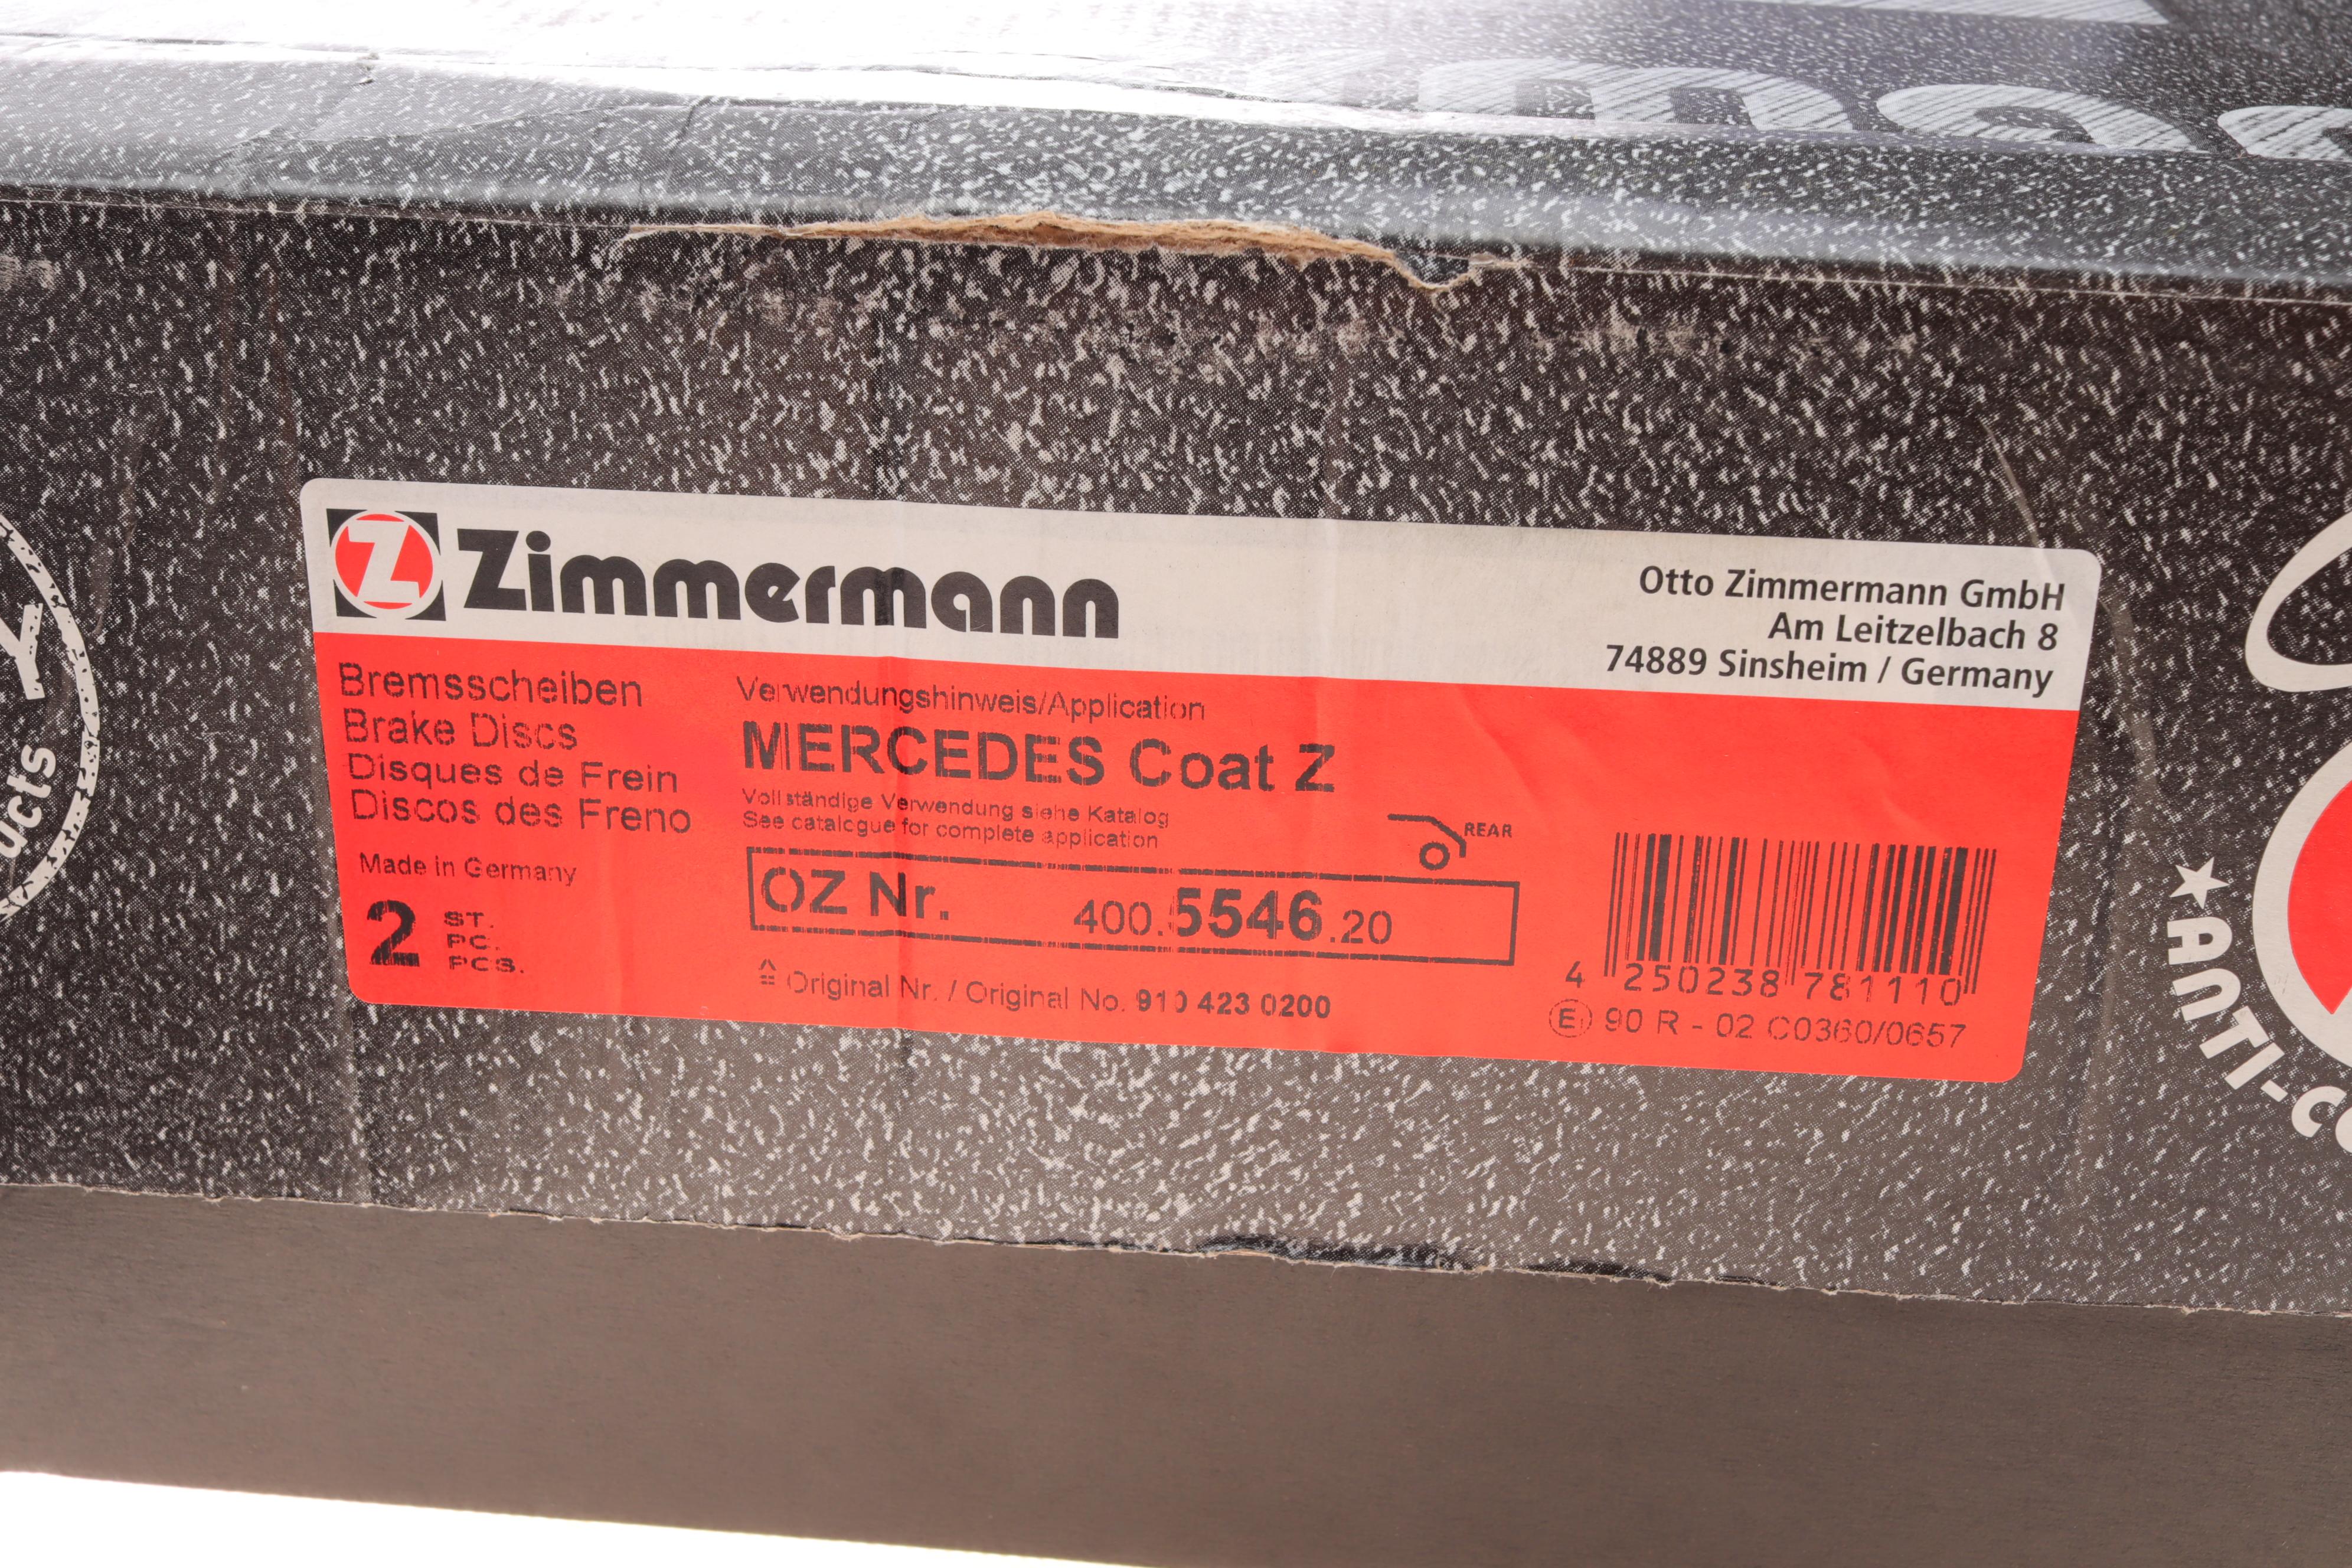 Zimmermann
Otto Zimmermann GmbH
Am Leitzelbach 8
74889 Sinsheim / Germany
Bremsscheiben
Brake Discs
Disques de Frein
Discos des Freno
Made in Germany
2 ST.
PC.
PCS.
Verwendungshinweis/Application
MERCEDES Coat Z
Vollständige Verwendung siehe Katalog
See catalogue for complete application
REAR
OZ Nr. 400.5546.20
≙ Original Nr. / Original No. 910 423 0200
4 250238 781110
E1 90 R - 02 C0360/0657
ANTI-